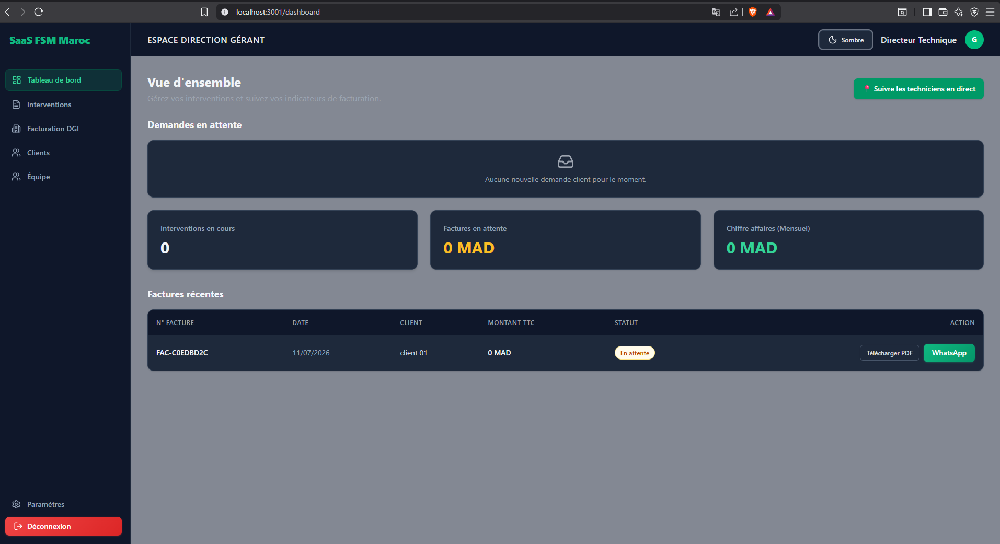 localhost:3001/dashboard
SaaS FSM Maroc
ESPACE DIRECTION GÉRANT
Sombre
Directeur Technique
G
Tableau de bord
Interventions
Facturation DGI
Clients
Équipe
Paramètres
Déconnexion
Vue d'ensemble
Gérez vos interventions et suivez vos indicateurs de facturation.
Suivre les techniciens en direct
Demandes en attente
Aucune nouvelle demande client pour le moment.
Interventions en cours
0
Factures en attente
0 MAD
Chiffre affaires (Mensuel)
0 MAD
Factures récentes
N° FACTURE DATE CLIENT MONTANT TTC STATUT ACTION
FAC-C0EDBD2C 11/07/2026 client 01 0 MAD En attente Télécharger PDF WhatsApp